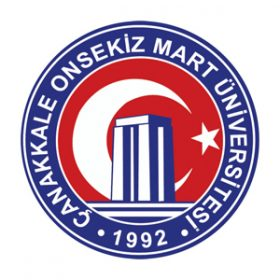 ÇANAKKALE ONSEKİZ MART ÜNİVERSİTESİ
· 1992 ·